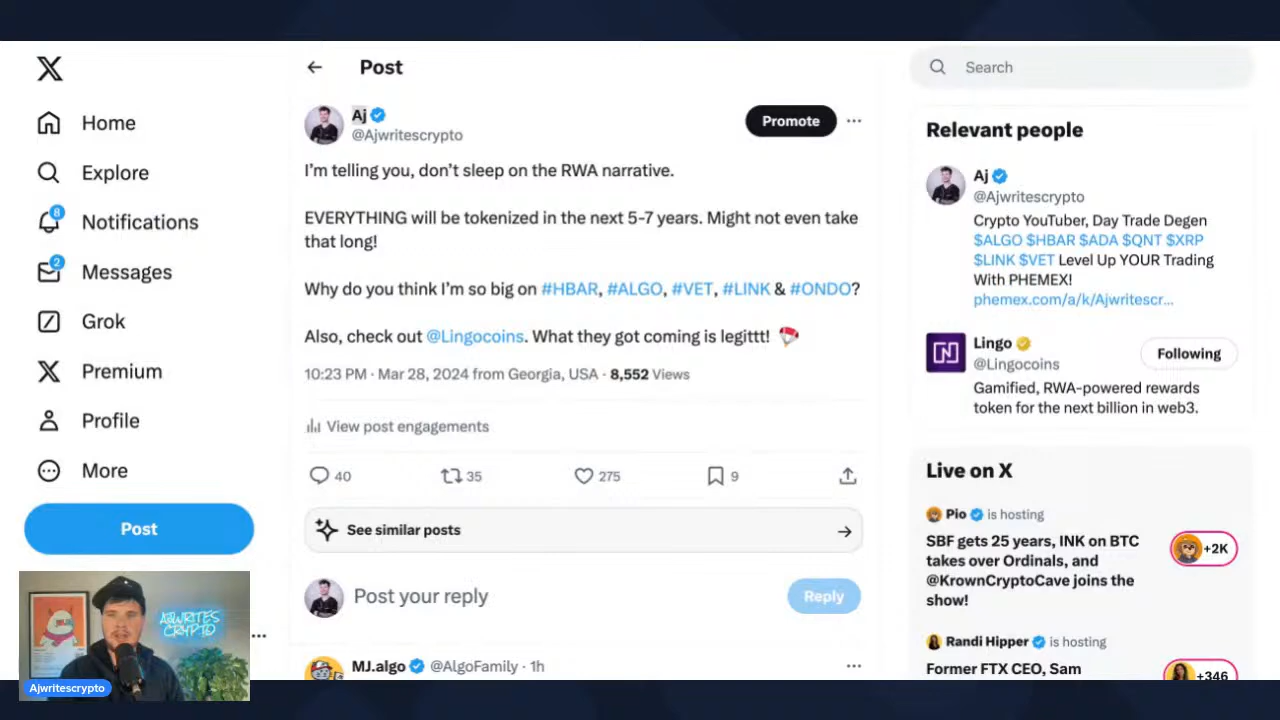 Home
Explore
8
Notifications
2
Messages
Grok
Premium
Profile
More
Post
AJWRITES
CRYPTO
Ajwritescrypto
Post
Aj
@Ajwritescrypto
Promote
I'm telling you, don't sleep on the RWA narrative.
EVERYTHING will be tokenized in the next 5-7 years. Might not even take
that long!
Why do you think I'm so big on #HBAR, #ALGO, #VET, #LINK & #ONDO?
Also, check out @Lingocoins. What they got coming is legittt!
10:23 PM · Mar 28, 2024 from Georgia, USA · 8,552 Views
View post engagements
40 35 275 9
See similar posts
Post your reply
Reply
MJ.algo @AlgoFamily · 1h
Search
Relevant people
Aj
@Ajwritescrypto
Crypto YouTuber, Day Trade Degen
$ALGO $HBAR $ADA $QNT $XRP
$LINK $VET Level Up YOUR Trading
With PHEMEX!
phemex.com/a/k/Ajwritescr...
Lingo
@Lingocoins
Following
Gamified, RWA-powered rewards
token for the next billion in web3.
Live on X
Pio is hosting
SBF gets 25 years, INK on BTC
takes over Ordinals, and
@KrownCryptoCave joins the
show!
+2K
Randi Hipper is hosting
Former FTX CEO, Sam
+346